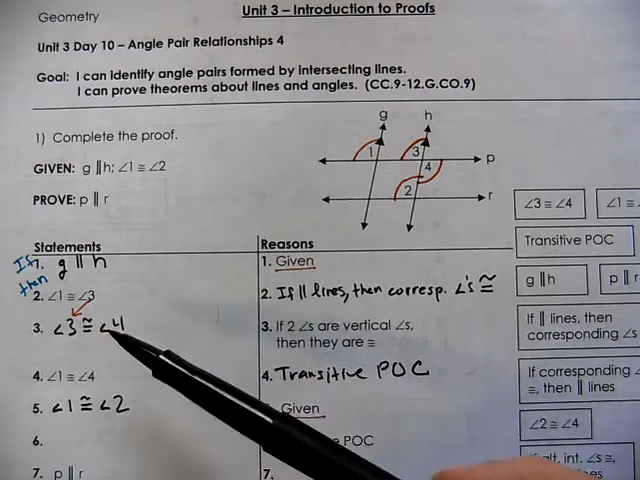 Geometry
Unit 3 – Introduction to Proofs
Unit 3 Day 10 – Angle Pair Relationships 4
Goal: I can identify angle pairs formed by intersecting lines.
I can prove theorems about lines and angles. (CC.9-12.G.CO.9)
1) Complete the proof.
GIVEN: g ∥ h; ∠1 ≅ ∠2
PROVE: p ∥ r
g h
1 3 p
4
2 r
∠3 ≅ ∠4 ∠1 ≅
Transitive POC
g ∥ h p ∥ r
If ∥ lines, then
corresponding ∠s
If corresponding
≅, then ∥ lines
∠2 ≅ ∠4
alt. int. ∠s ≅,
Statements Reasons
If 1. g ∥ h 1. Given
then
2. ∠1 ≅ ∠3 2. If ∥ lines, then corresp. ∠'s ≅
3. ∠3 ≅ ∠4 3. If 2 ∠s are vertical ∠s,
then they are ≅
4. ∠1 ≅ ∠4 4. Transitive POC
5. ∠1 ≅ ∠2 Given
6. POC
7. p ∥ r 7.